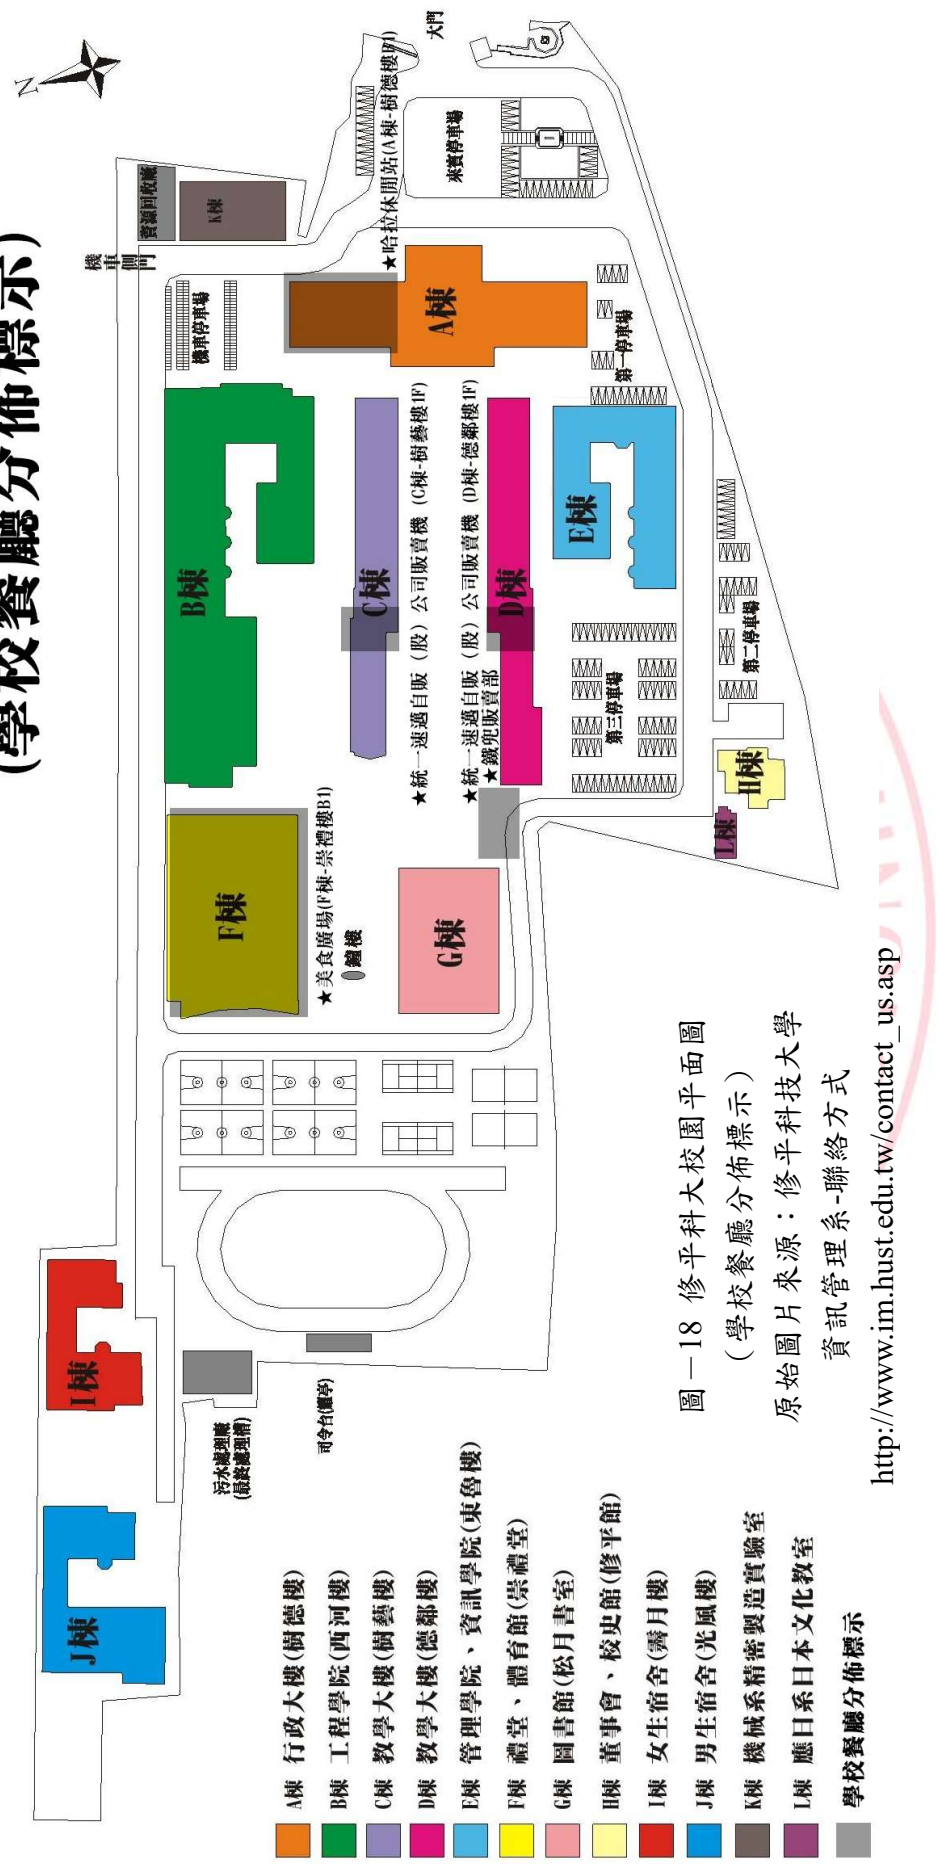 (學校餐廳分佈標示)
N
大門
資源回收廠
K棟
機車側門
機車停車場
★哈拉休閒站(A棟-樹德樓B1)
來賓停車場
A棟
第一停車場
B棟
C棟
★統一速邁自販（股）公司販賣機 (C棟-樹藝樓1F)
★統一速邁自販（股）公司販賣機 (D棟-德鄰樓1F)
★鐵兜販賣部
D棟
E棟
第二停車場
第三停車場
H棟
L棟
F棟
★美食廣場(F棟-崇禮樓B1)
鐘樓
G棟
I棟
污水處理廠
(最終處理槽)
司令台(耀亭)
J棟
A棟 行政大樓(樹德樓)
B棟 工程學院(西河樓)
C棟 教學大樓(樹藝樓)
D棟 教學大樓(德鄰樓)
E棟 管理學院、資訊學院(東魯樓)
F棟 禮堂、體育館(崇禮堂)
G棟 圖書館(松月書室)
H棟 董事會、校史館(修平館)
I棟 女生宿舍(霽月樓)
J棟 男生宿舍(光風樓)
K棟 機械系精密製造實驗室
L棟 應日系日本文化教室
學校餐廳分佈標示
圖－18 修平科大校園平面圖
（學校餐廳分佈標示）
原始圖片來源：修平科技大學
資訊管理系-聯絡方式
http://www.im.hust.edu.tw/contact_us.asp